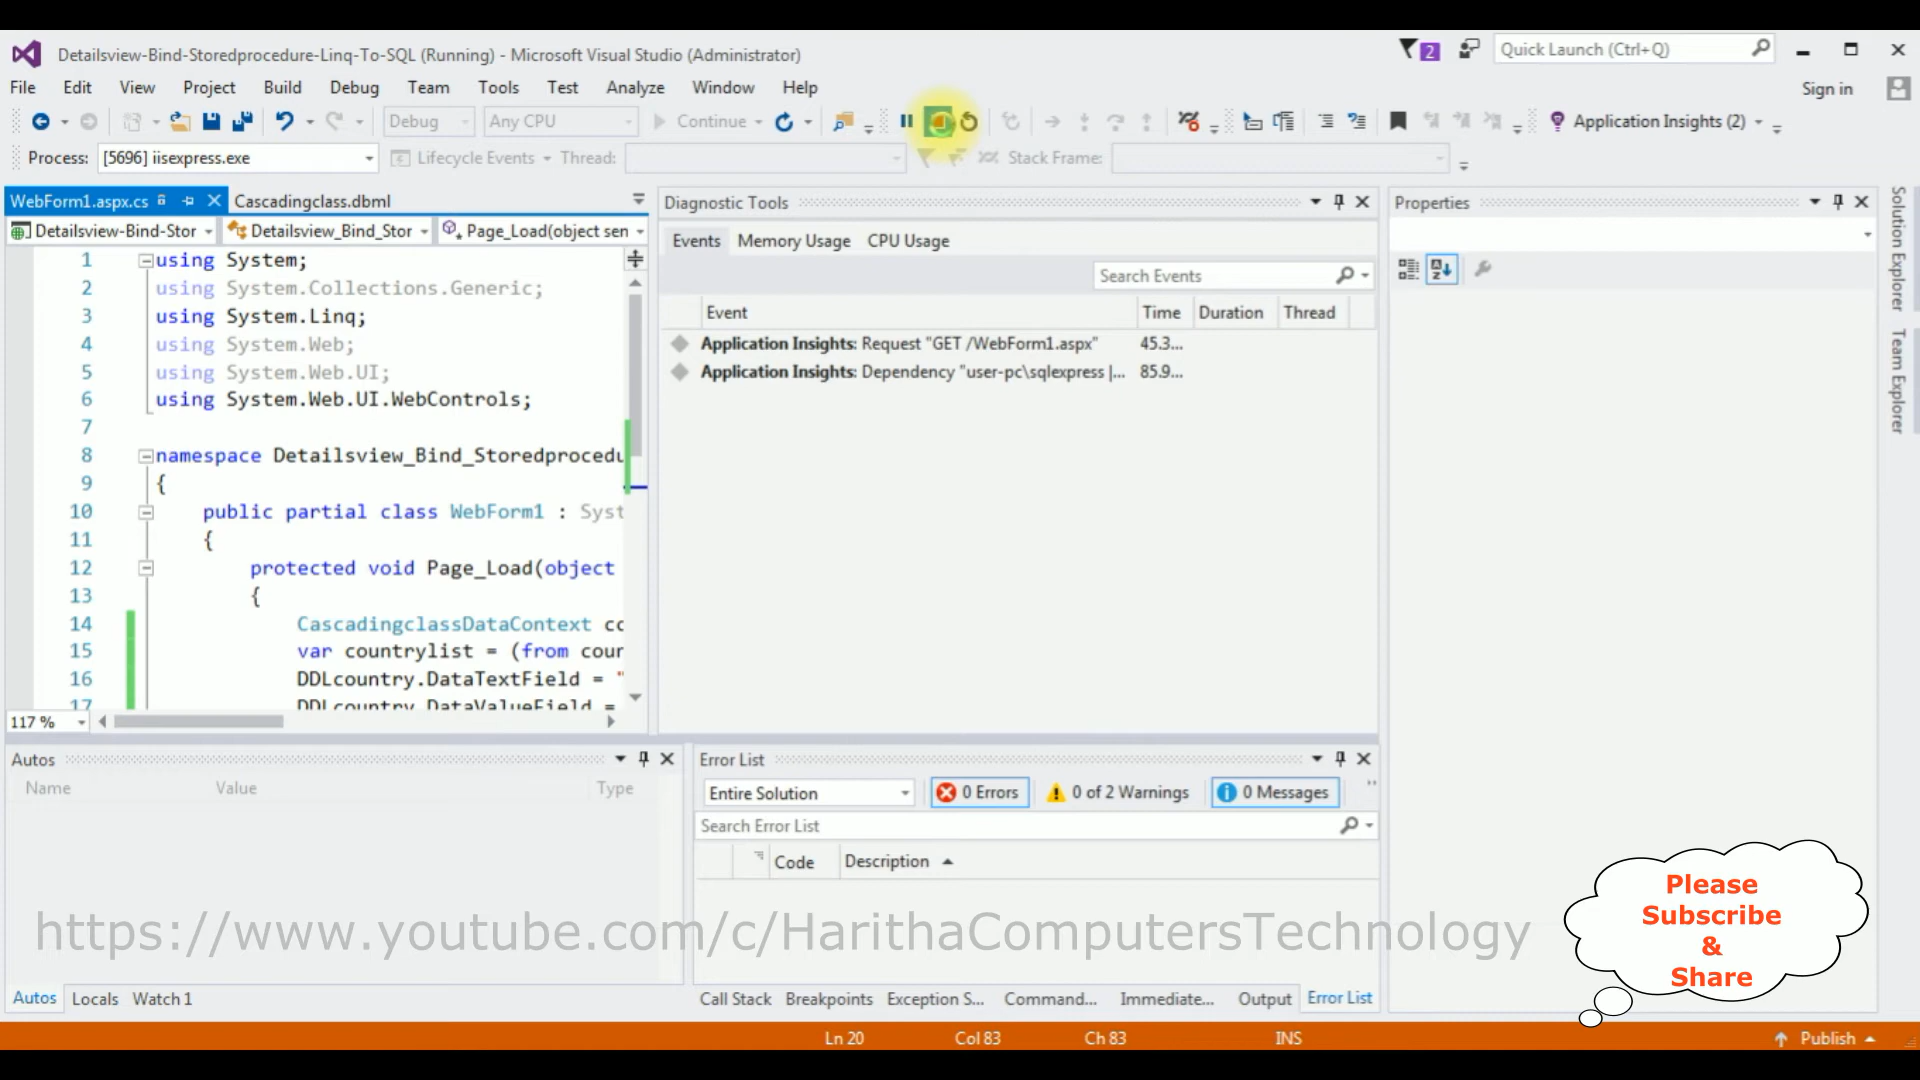 Detailsview-Bind-Storedprocedure-Linq-To-SQL (Running) - Microsoft Visual Studio (Administrator)
2
Quick Launch (Ctrl+Q)
File Edit View Project Build Debug Team Tools Test Analyze Window Help
Sign in
Debug Any CPU Continue Application Insights (2)
Process: [5696] iisexpress.exe Lifecycle Events Thread: Stack Frame:
WebForm1.aspx.cs Cascadingclass.dbml
Detailsview-Bind-Stor Detailsview_Bind_Stor Page_Load(object sen
1 using System;
2 using System.Collections.Generic;
3 using System.Linq;
4 using System.Web;
5 using System.Web.UI;
6 using System.Web.UI.WebControls;
7
8 namespace Detailsview_Bind_Storedprocedu
9 {
10 public partial class WebForm1 : Syst
11 {
12 protected void Page_Load(object
13 {
14 CascadingclassDataContext cc
15 var countrylist = (from cour
16 DDLcountry.DataTextField = "
17 DDLcountry.DataValueField =
117 %
Diagnostic Tools
Events Memory Usage CPU Usage
Search Events
Event Time Duration Thread
Application Insights: Request "GET /WebForm1.aspx" 45.3...
Application Insights: Dependency "user-pc\sqlexpress |... 85.9...
Properties
Solution Explorer
Team Explorer
Autos
Name Value Type
Autos Locals Watch 1
Error List
Entire Solution 0 Errors 0 of 2 Warnings 0 Messages
Search Error List
Code Description
Call Stack Breakpoints Exception S... Command... Immediate... Output Error List
https://www.youtube.com/c/HarithaComputersTechnology
Please
Subscribe
&
Share
Ln 20 Col 83 Ch 83 INS Publish